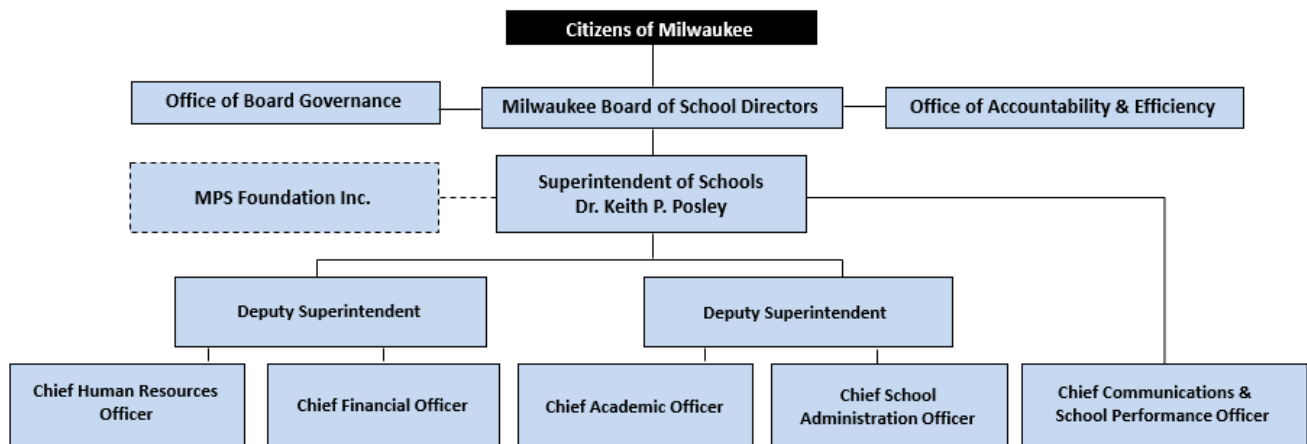 Citizens of Milwaukee
Office of Board Governance
Milwaukee Board of School Directors
Office of Accountability & Efficiency
MPS Foundation Inc.
Superintendent of Schools
Dr. Keith P. Posley
Deputy Superintendent
Deputy Superintendent
Chief Human Resources
Officer
Chief Financial Officer
Chief Academic Officer
Chief School
Administration Officer
Chief Communications &
School Performance Officer